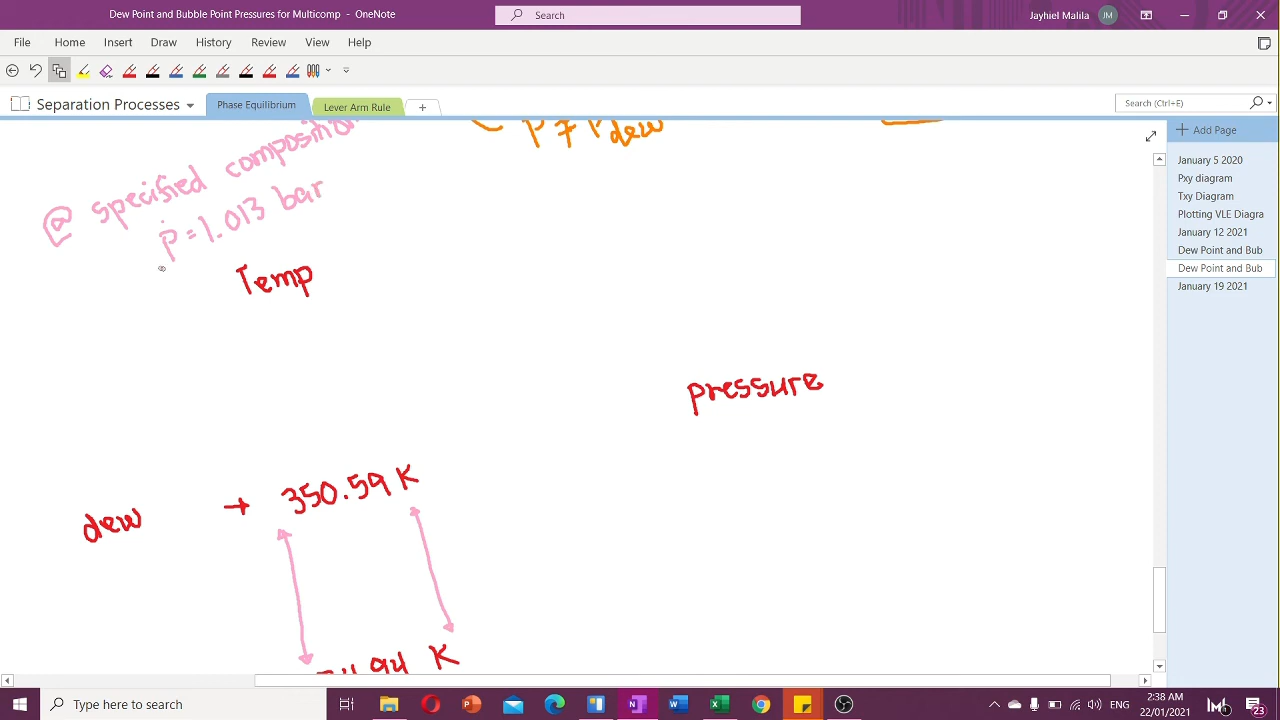 Dew Point and Bubble Point Pressures for Multicomp - OneNote
Search
Jayhiel Malila
JM
File Home Insert Draw History Review View Help
Separation Processes
Phase Equilibrium
Lever Arm Rule
Search (Ctrl+E)
Add Page
January 5 2020
Pxy diagram
Txy Diagram
Plotting VLE Diagra
January 12 2021
Dew Point and Bub
Dew Point and Bub
January 19 2021
P ≠ P dew
@ specified composition
P = 1.013 bar
Temp
pressure
dew → 350.59 K
94 K
Type here to search
ENG
2:38 AM
22/01/2021
23